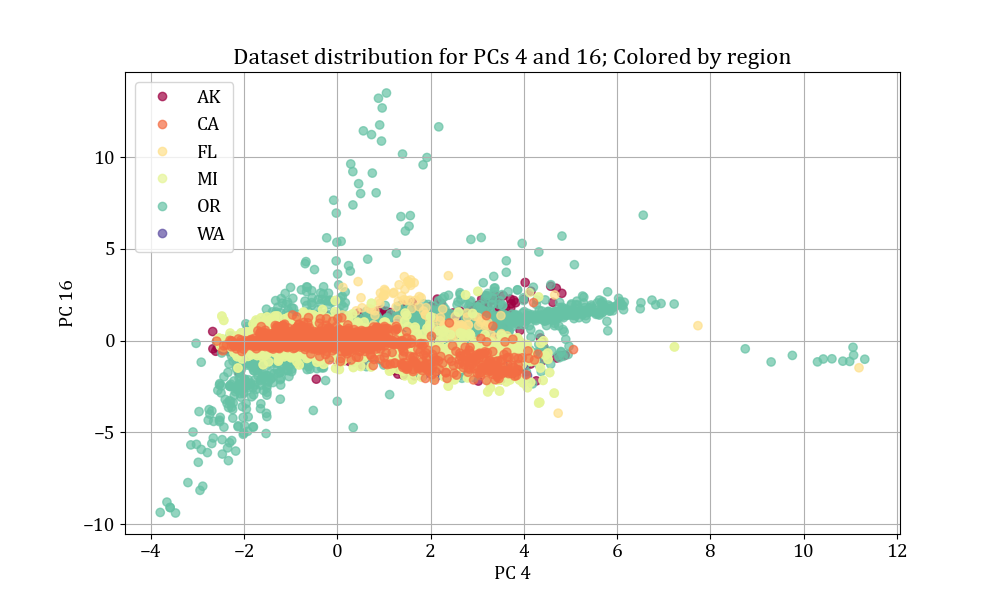 Dataset distribution for PCs 4 and 16; Colored by region
AK
CA
FL
MI
OR
WA
10
5
0
−5
−10
PC 16
−4
−2
0
2
4
6
8
10
12
PC 4